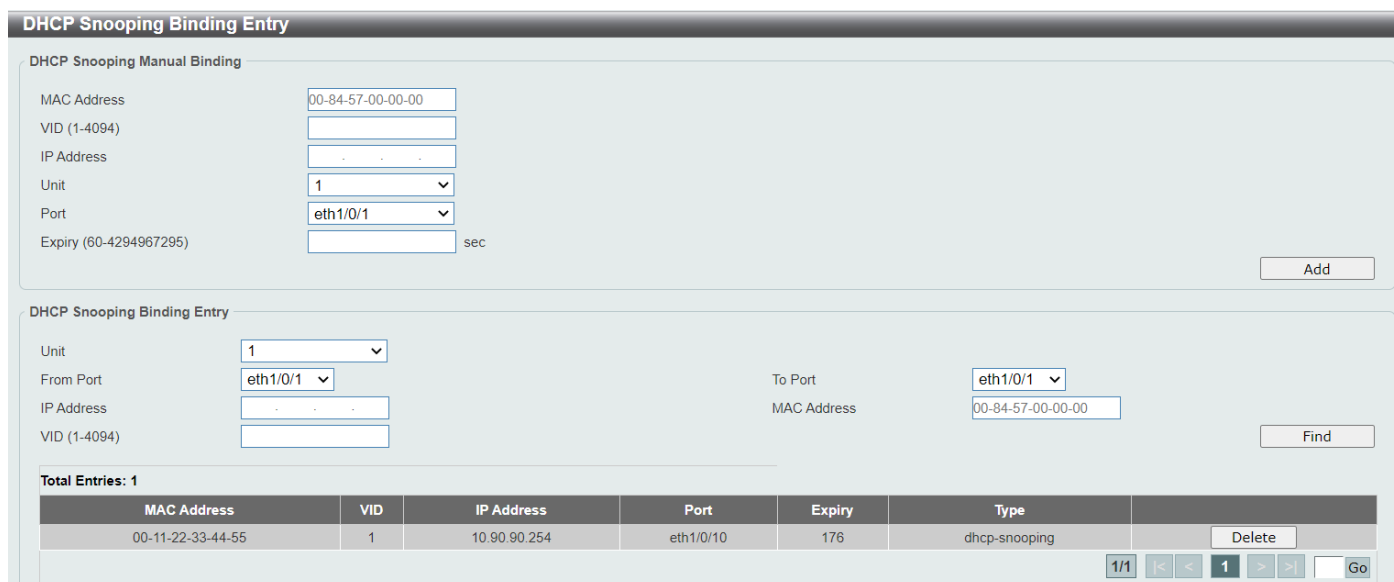 DHCP Snooping Binding Entry
DHCP Snooping Manual Binding
MAC Address 00-84-57-00-00-00
VID (1-4094)
IP Address . . .
Unit 1
Port eth1/0/1
Expiry (60-4294967295) sec
Add
DHCP Snooping Binding Entry
Unit 1
From Port eth1/0/1 To Port eth1/0/1
IP Address . . . MAC Address 00-84-57-00-00-00
VID (1-4094) Find
Total Entries: 1
MAC Address VID IP Address Port Expiry Type
00-11-22-33-44-55 1 10.90.90.254 eth1/0/10 176 dhcp-snooping Delete
1/1 |< < 1 > >| Go